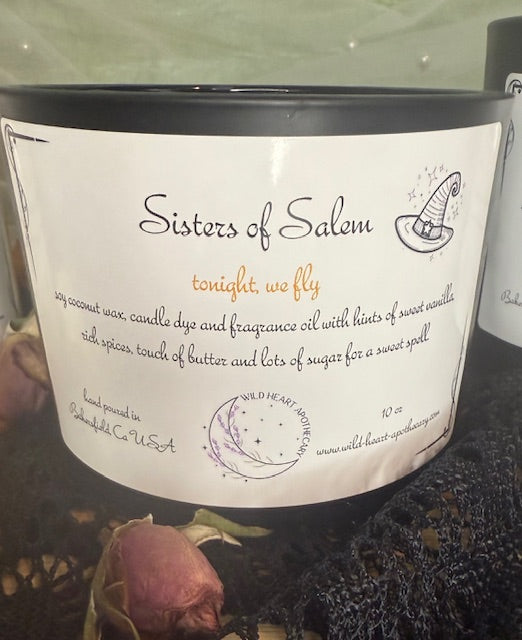 Sisters of Salem
tonight, we fly
soy coconut wax, candle dye and fragrance oil with hints of sweet vanilla,
rich spices, touch of butter and lots of sugar for a sweet spell.
hand poured in
Bakersfield, Ca USA
WILD HEART APOTHECARY
10 oz
www.wild-heart-apothecary.com